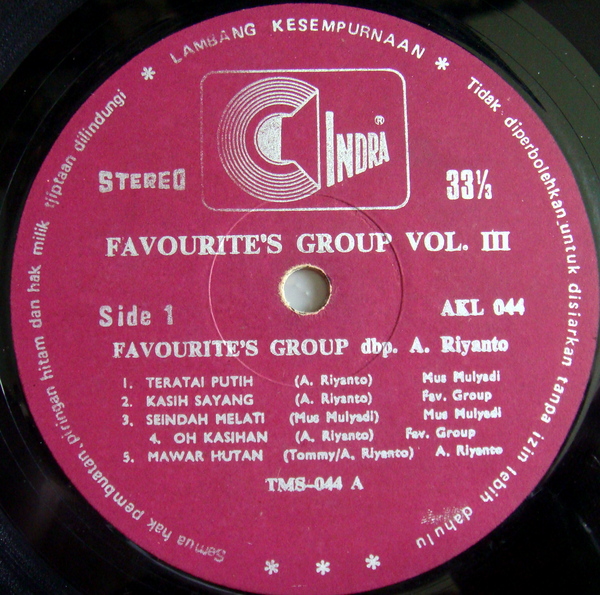 * LAMBANG KESEMPURNAAN *
Tidak diperbolehkan untuk disiarkan tanpa izin lebih dahulu
Semua hak pembuatan, piringan hitam dan hak milik ciptaan dilindungi
INDRA ®
STEREO
33⅓
FAVOURITE'S GROUP VOL. III
Side 1
AKL 044
FAVOURITE'S GROUP dbp. A. Riyanto
1. TERATAI PUTIH (A. Riyanto) Mus Mulyadi
2. KASIH SAYANG (A. Riyanto) Fav. Group
3. SEINDAH MELATI (Mus Mulyadi) Mus Mulyadi
4. OH KASIHAN (A. Riyanto) Fav. Group
5. MAWAR HUTAN (Tommy/A. Riyanto) A. Riyanto
TMS-044 A
* * *